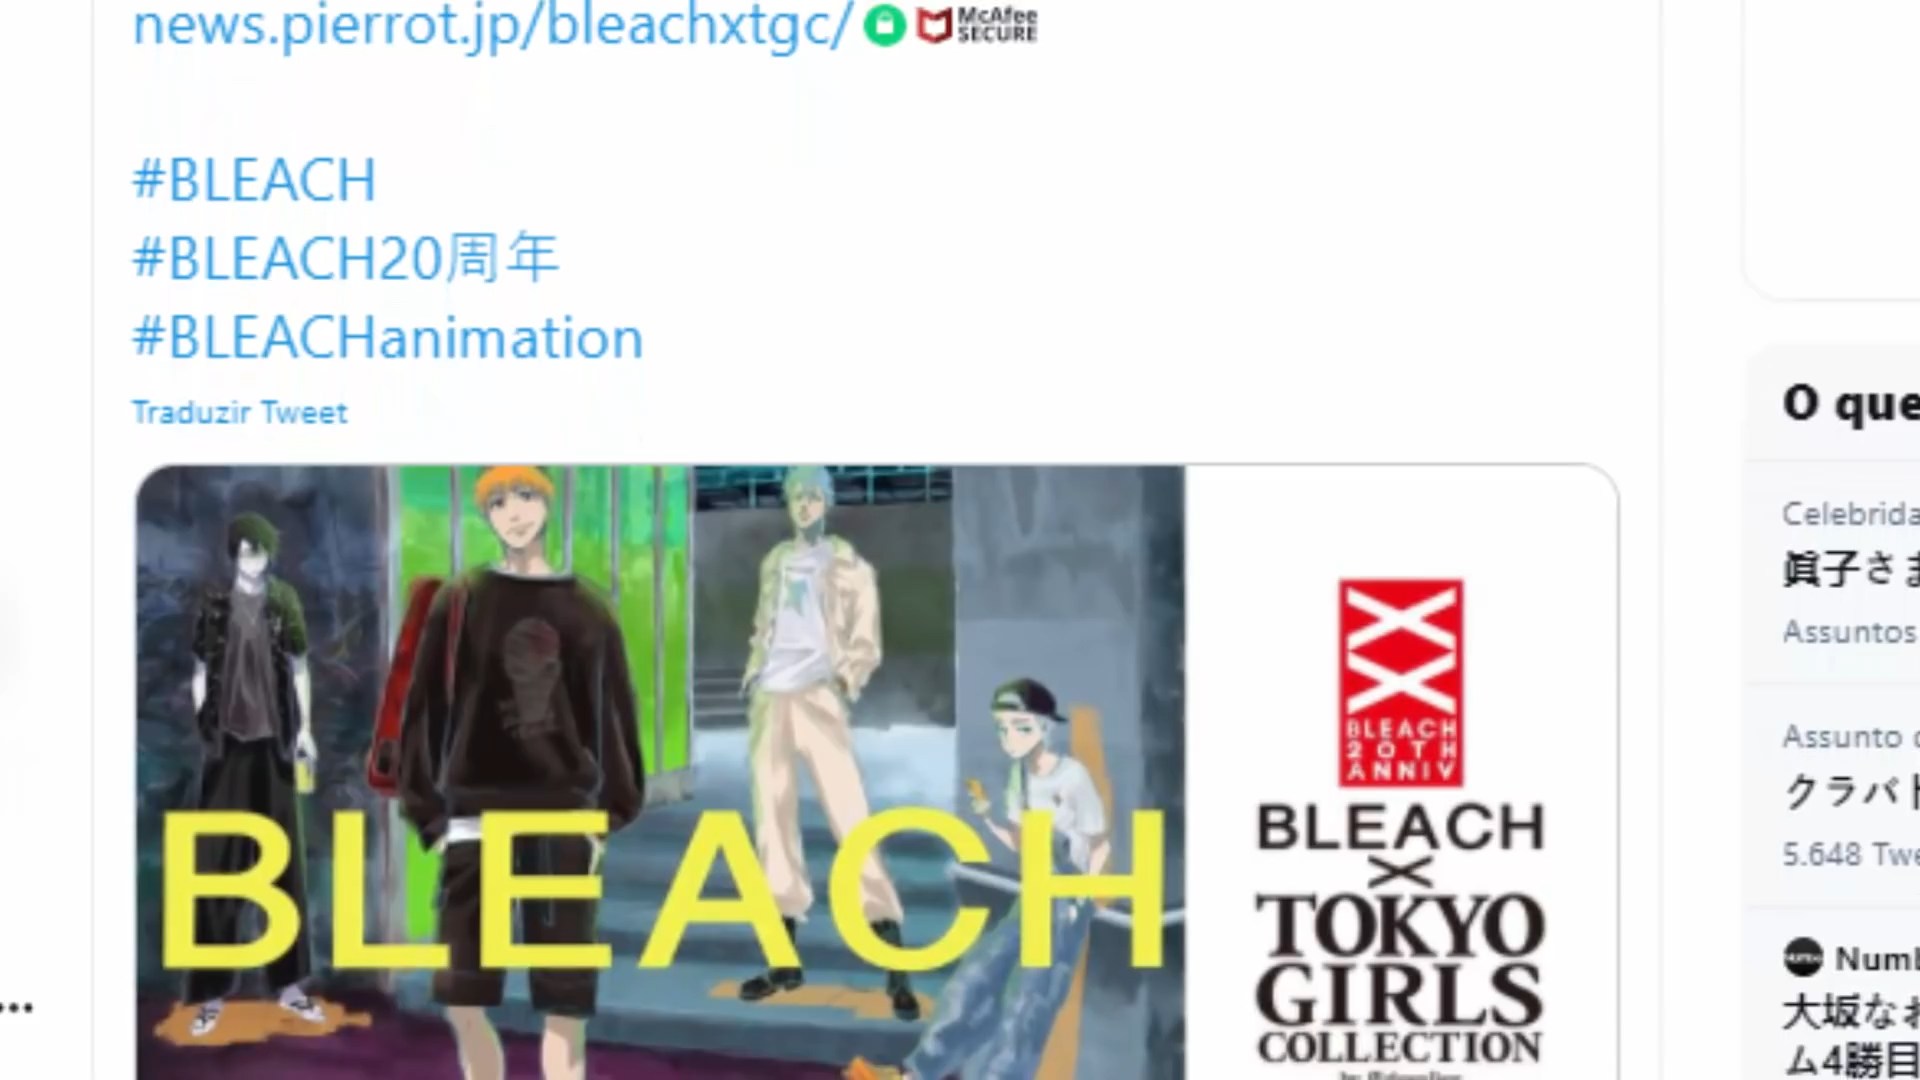 news.pierrot.jp/bleachxtgc/ McAfee SECURE
#BLEACH
#BLEACH20周年
#BLEACHanimation
Traduzir Tweet
BLEACH
BLEACH
20TH
ANNIV
BLEACH
×
TOKYO
GIRLS
COLLECTION
O que
Celebrida
眞子さま
Assuntos
Assunto
クラバト
5.648 Twe
...
Numb
大坂なお
ム4勝目